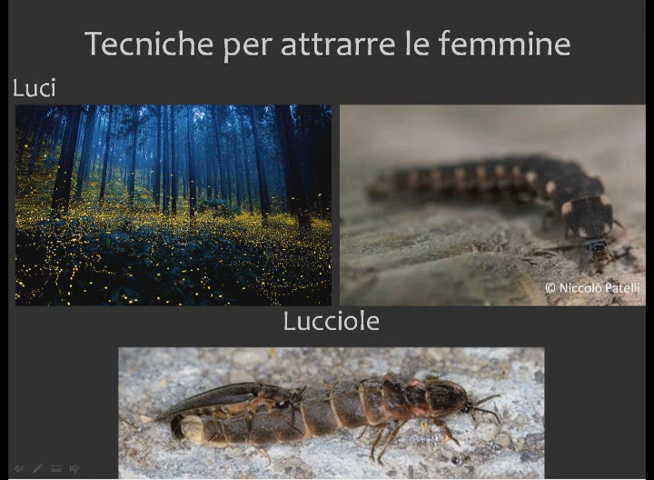 Tecniche per attrarre le femmine
Luci
© Niccolò Patelli
Lucciole